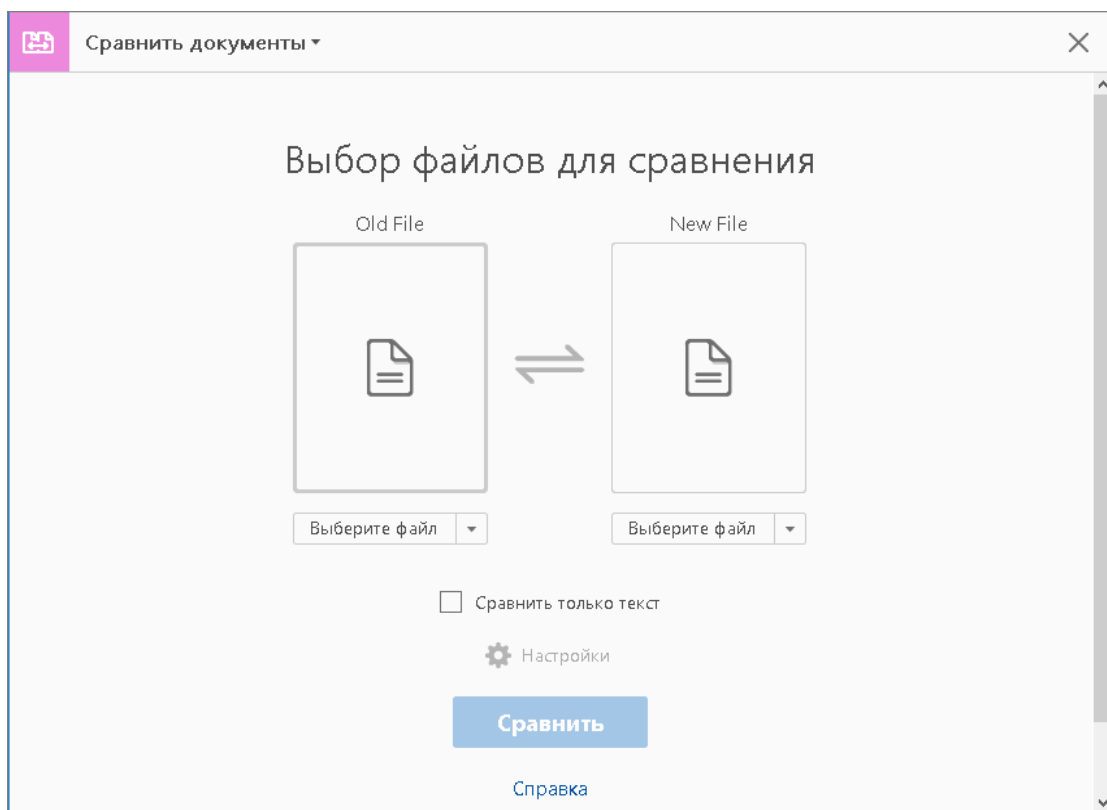 Сравнить документы
Выбор файлов для сравнения
Old File
New File
Выберите файл
Выберите файл
Сравнить только текст
Настройки
Сравнить
Справка